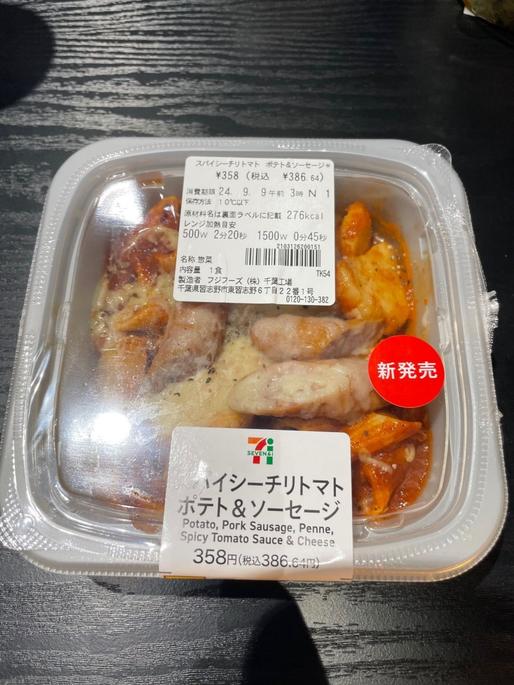 スパイシーチリトマト ポテト&ソーセージ*
¥358 (税込 ¥386.64)
消費期限 24. 9. 9午前 3時 N 1
保存方法 10℃以下
原材料名は裏面ラベルに記載 276kcal
レンジ加熱目安
500W 2分20秒 1500W 0分45秒
2103126200151
名称 惣菜
内容量 1食 TK54
製造者 フジフーズ(株)千葉工場
千葉県習志野市東習志野6丁目22番1号
0120-130-382
新発売
7i
SEVEN&i
パイシーチリトマト
ポテト&ソーセージ
Potato, Pork Sausage, Penne,
Spicy Tomato Sauce & Cheese
358円(税込386.64円)